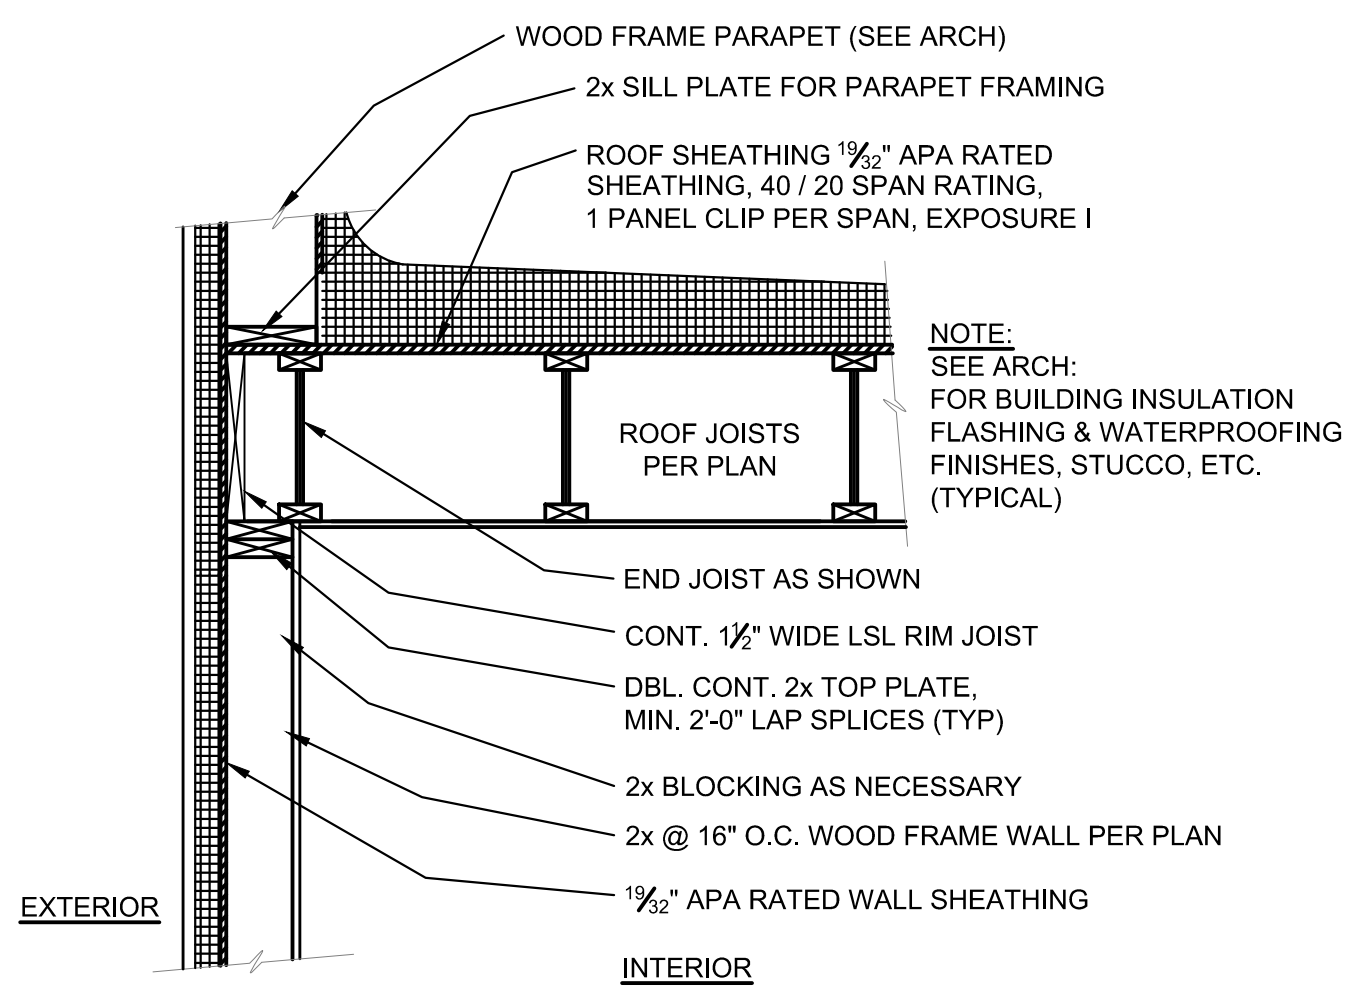 WOOD FRAME PARAPET (SEE ARCH)
2x SILL PLATE FOR PARAPET FRAMING
ROOF SHEATHING 19/32" APA RATED
SHEATHING, 40 / 20 SPAN RATING,
1 PANEL CLIP PER SPAN, EXPOSURE I
NOTE:
SEE ARCH:
FOR BUILDING INSULATION
FLASHING & WATERPROOFING
FINISHES, STUCCO, ETC.
(TYPICAL)
ROOF JOISTS
PER PLAN
END JOIST AS SHOWN
CONT. 1 1/2" WIDE LSL RIM JOIST
DBL. CONT. 2x TOP PLATE,
MIN. 2'-0" LAP SPLICES (TYP)
2x BLOCKING AS NECESSARY
2x @ 16" O.C. WOOD FRAME WALL PER PLAN
19/32" APA RATED WALL SHEATHING
EXTERIOR
INTERIOR